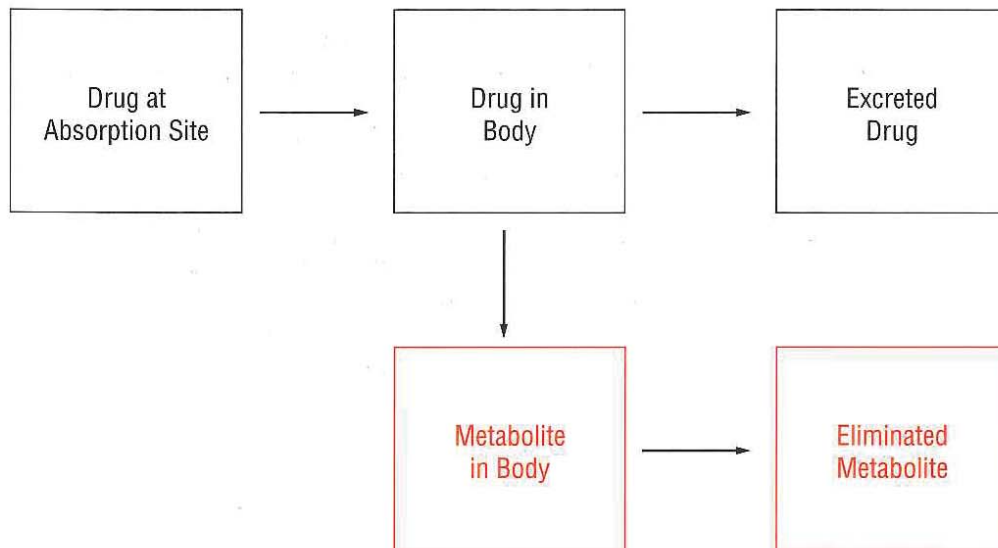 Drug at
Absorption Site
Drug in
Body
Excreted
Drug
Metabolite
in Body
Eliminated
Metabolite